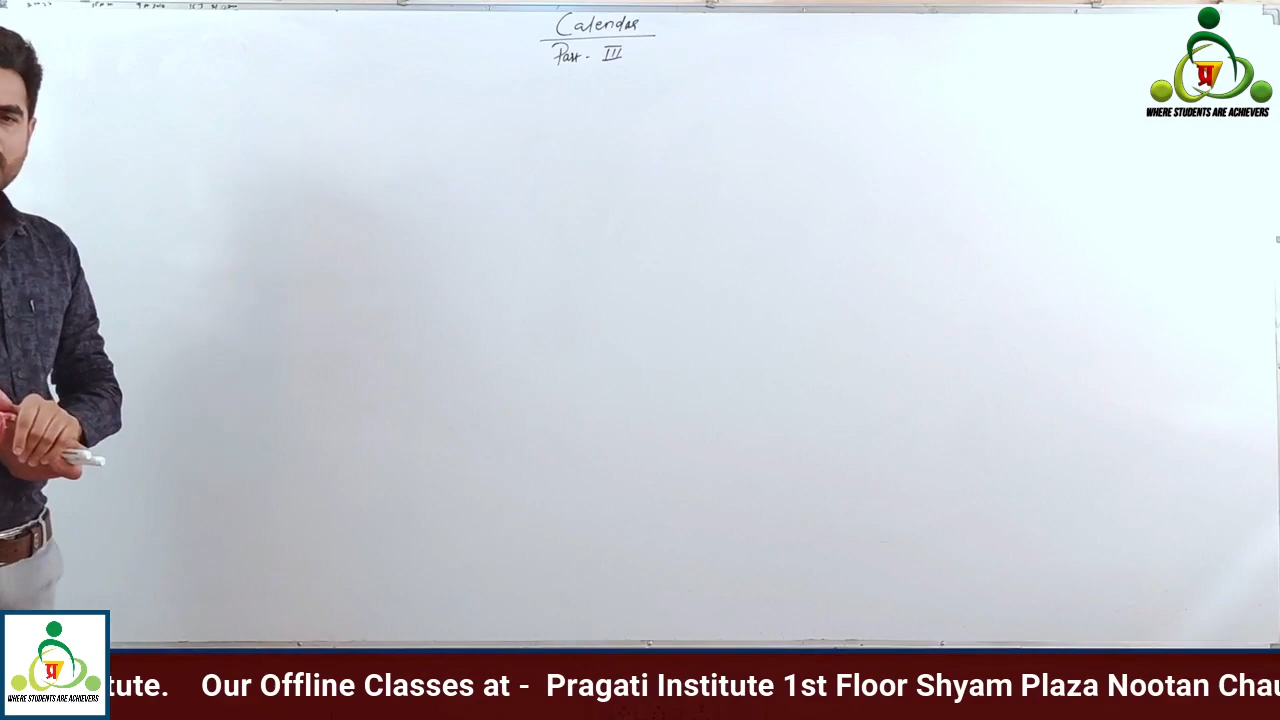 Calendar
Part - III
प्र
WHERE STUDENTS ARE ACHIEVERS
प्र
WHERE STUDENTS ARE ACHIEVERS
tute. Our Offline Classes at - Pragati Institute 1st Floor Shyam Plaza Nootan Chau